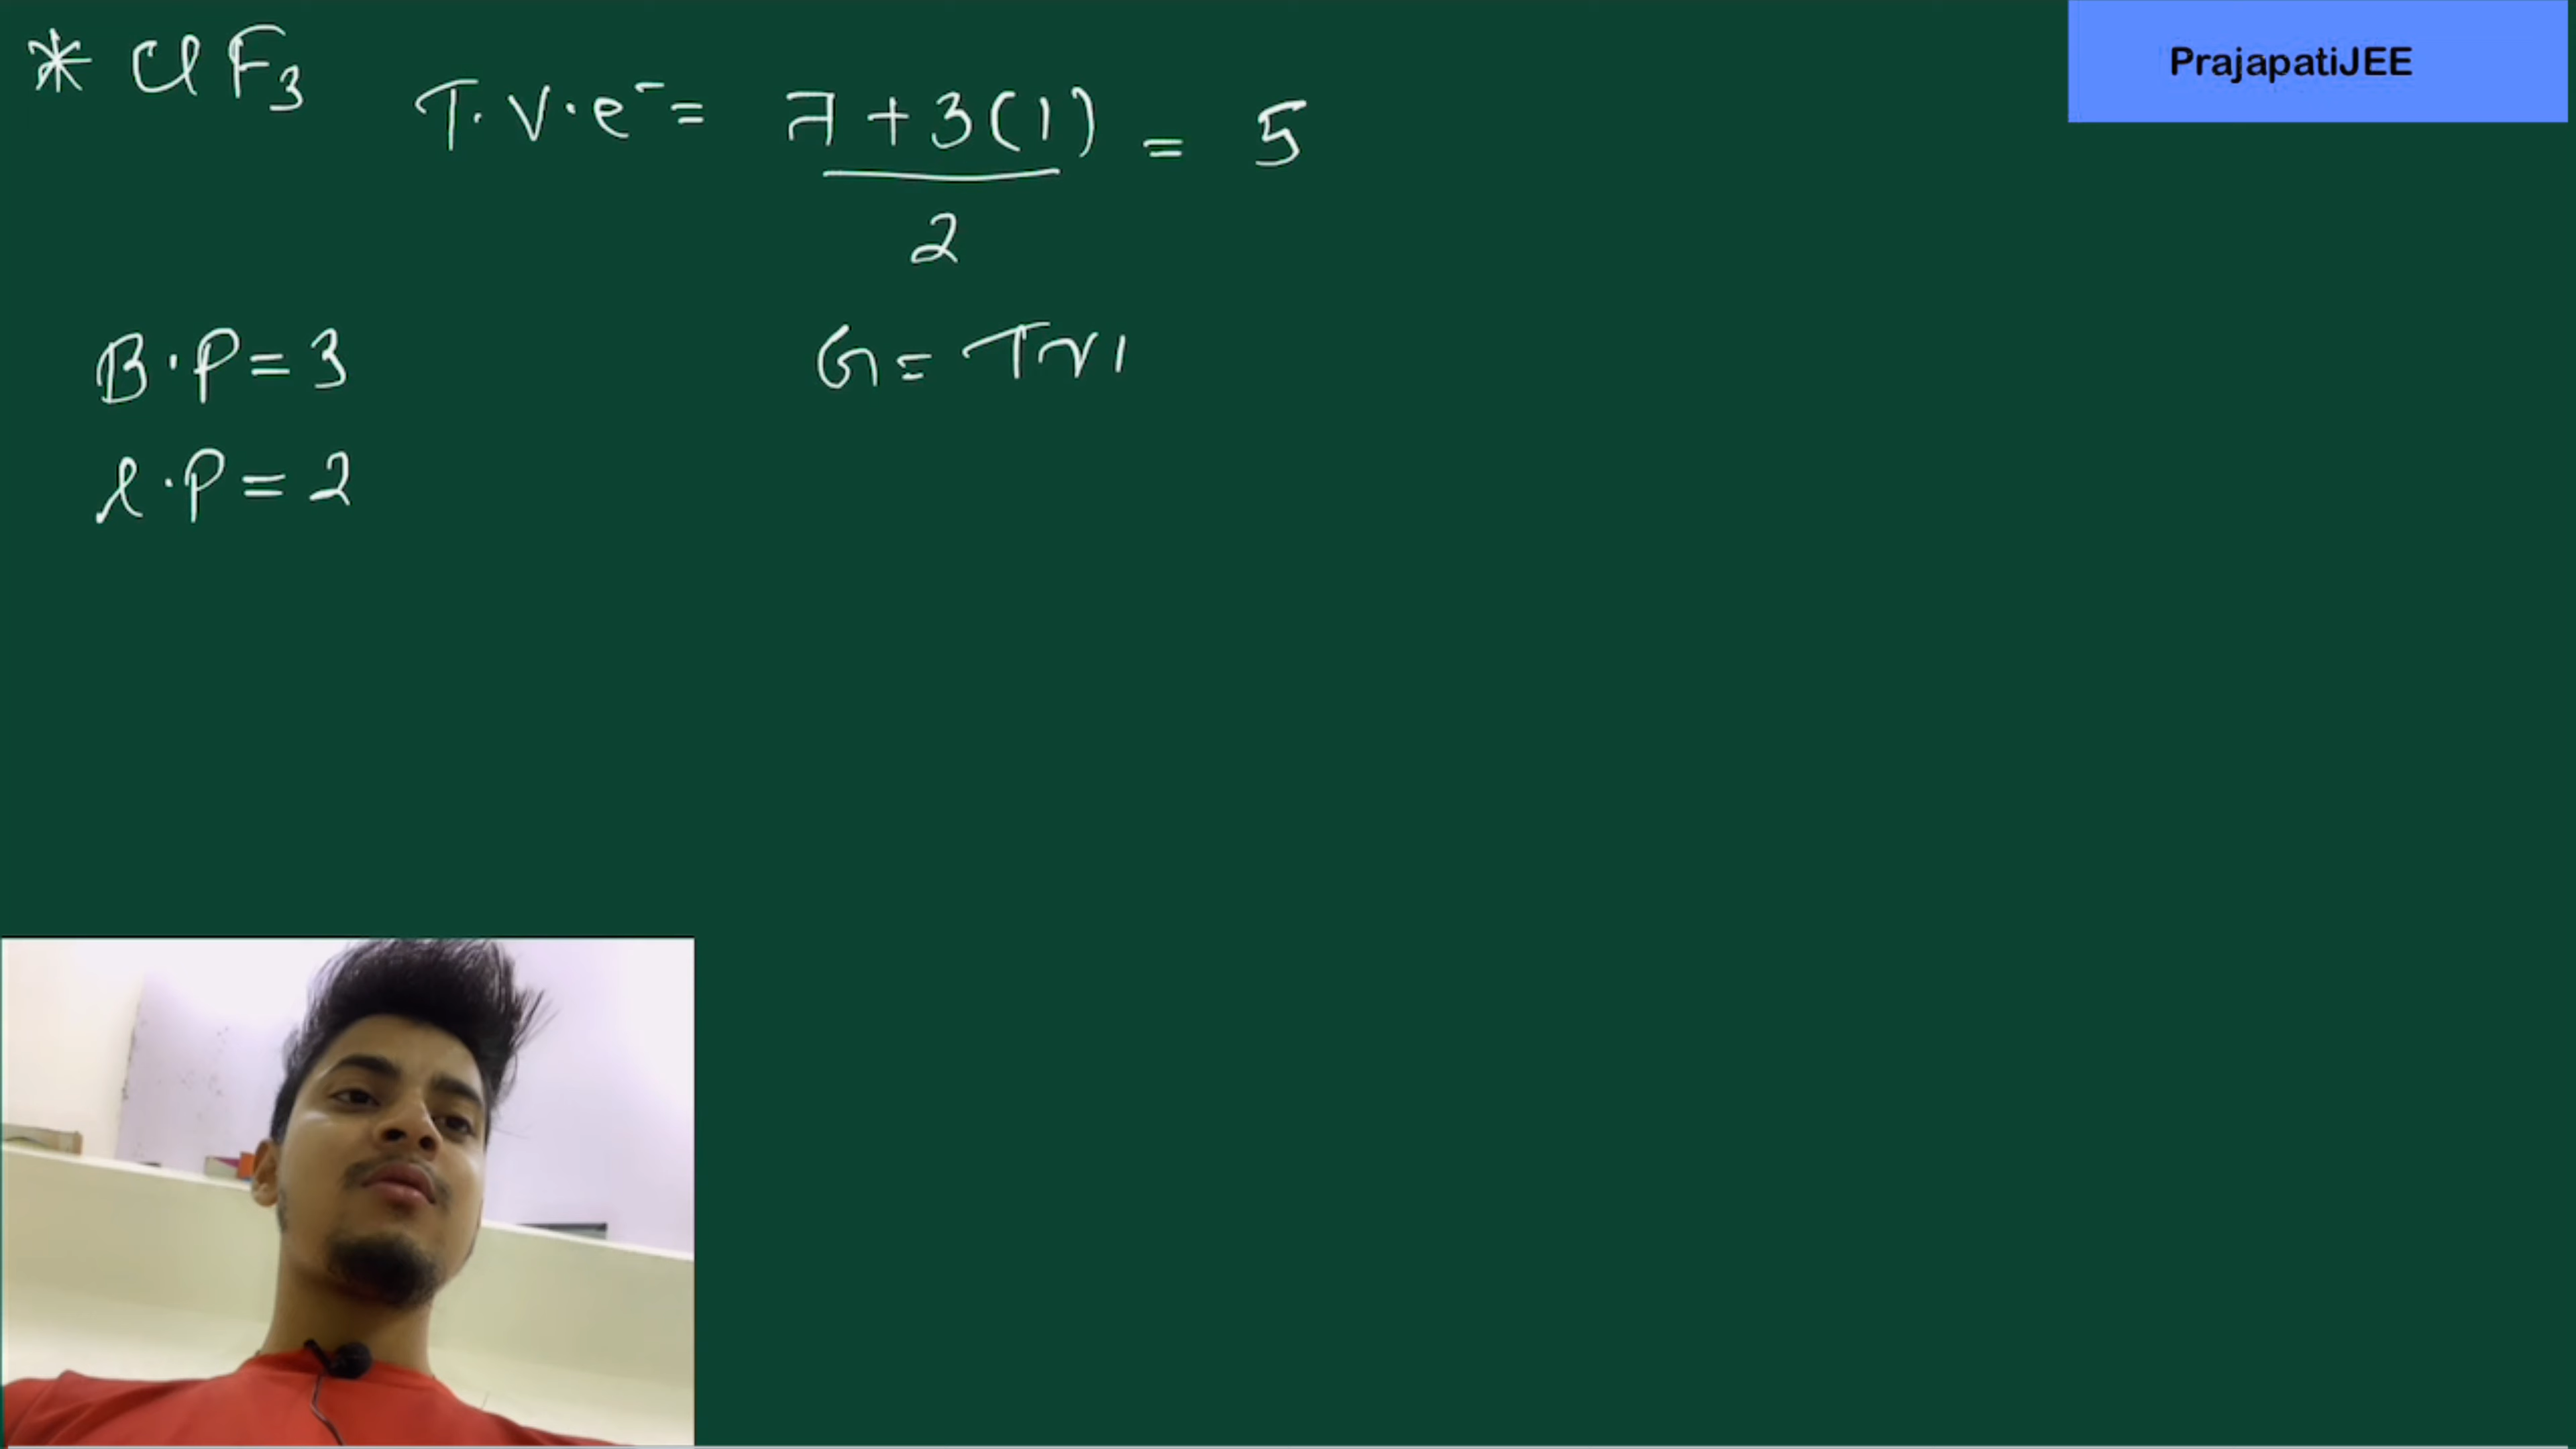 * ClF3
PrajapatiJEE
T.V.e⁻ = 7+3(1)/2 = 5
B.P = 3
G = Tri
l.P = 2